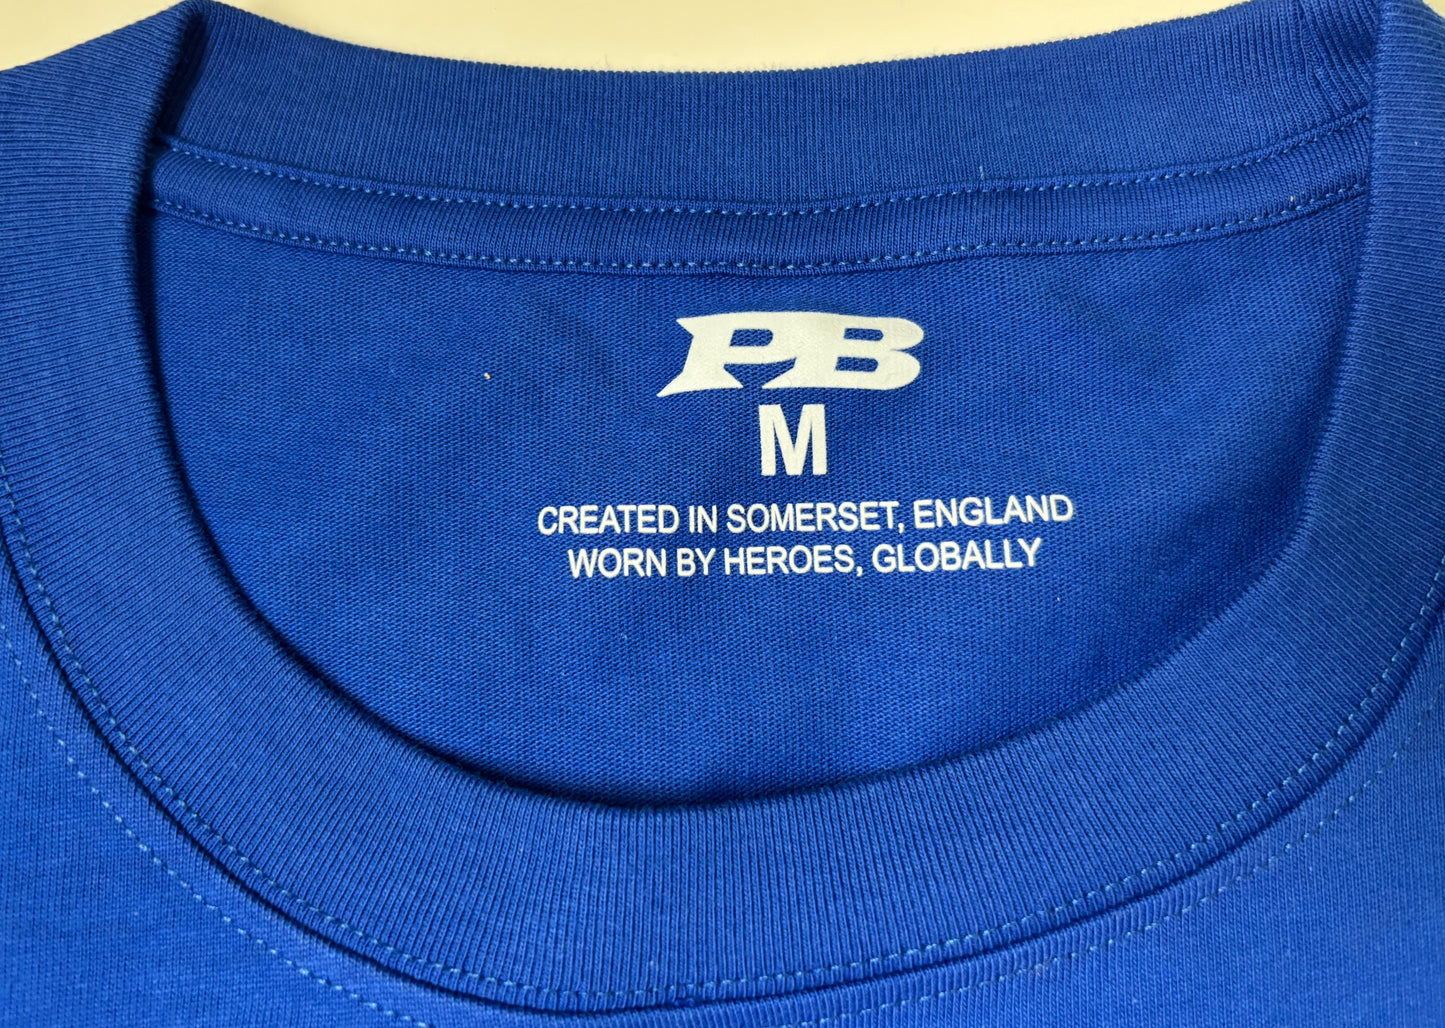 PB
M
CREATED IN SOMERSET, ENGLAND
WORN BY HEROES, GLOBALLY